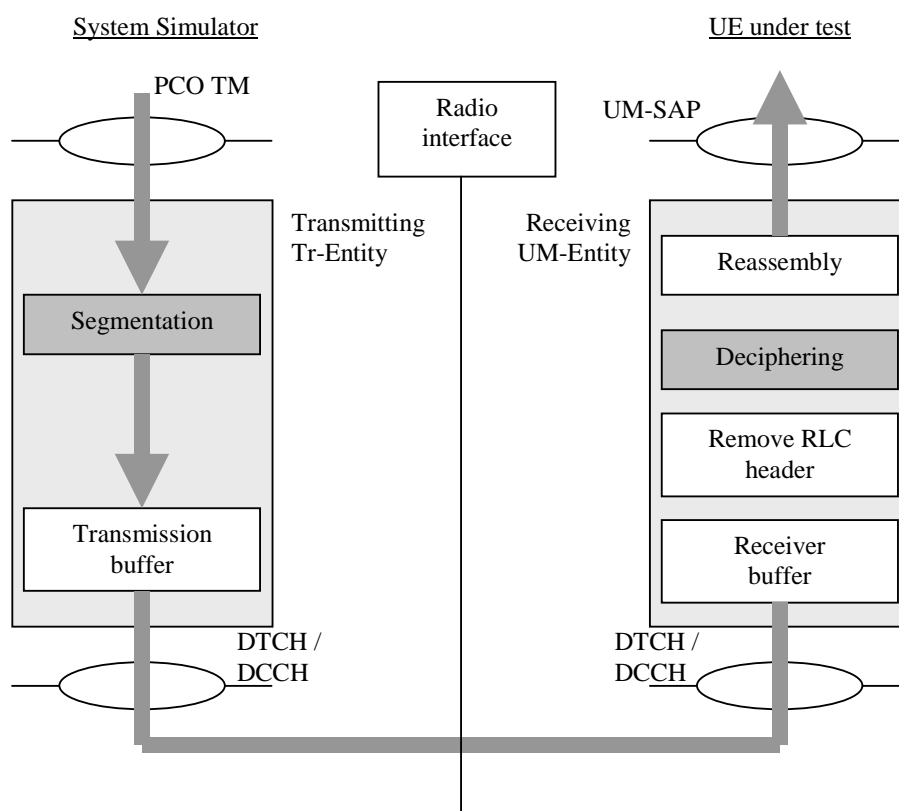 System Simulator
UE under test
PCO TM
Radio
interface
UM-SAP
Transmitting
Tr-Entity
Receiving
UM-Entity
Segmentation
Reassembly
Deciphering
Remove RLC
header
Transmission
buffer
Receiver
buffer
DTCH /
DCCH
DTCH /
DCCH